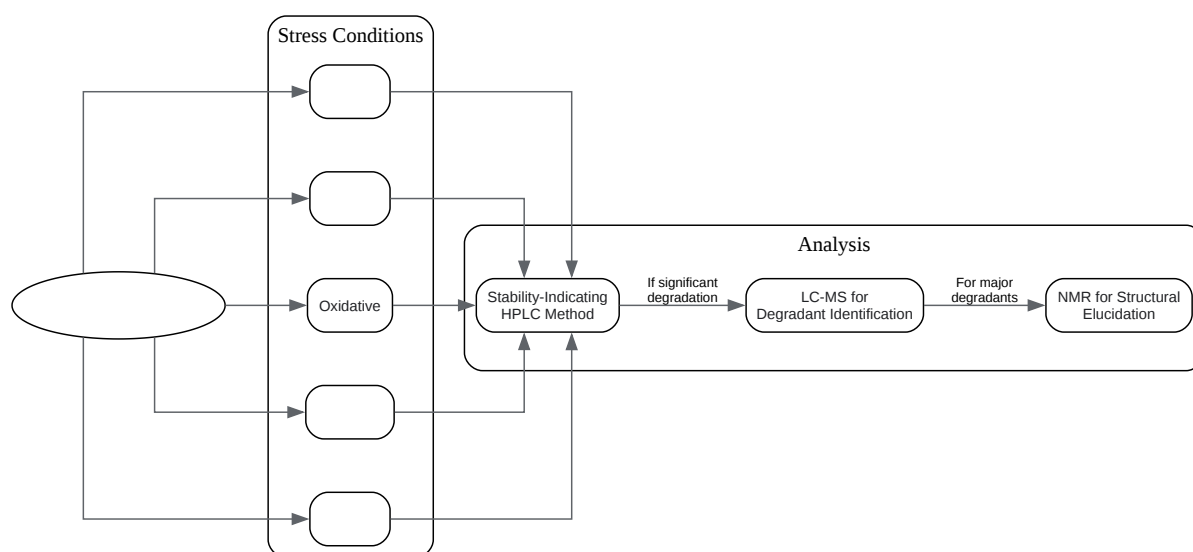 Stress Conditions
Analysis
Oxidative
Stability-Indicating
HPLC Method
If significant
degradation
LC-MS for
Degradant Identification
For major
degradants
NMR for Structural
Elucidation